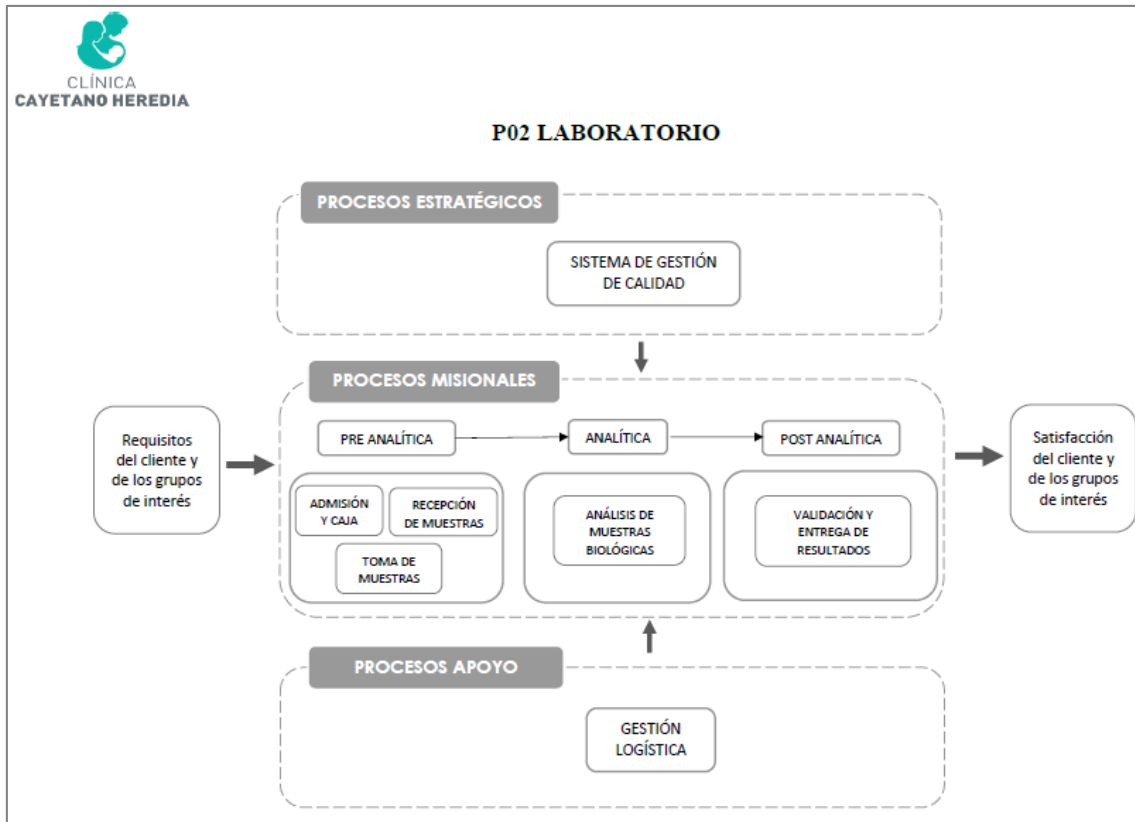 CLÍNICA
CAYETANO HEREDIA
P02 LABORATORIO
PROCESOS ESTRATÉGICOS
SISTEMA DE GESTIÓN
DE CALIDAD
PROCESOS MISIONALES
Requisitos
del cliente y
de los grupos
de interés
PRE ANALÍTICA
ANALÍTICA
POST ANALÍTICA
ADMISIÓN
Y CAJA
RECEPCIÓN
DE MUESTRAS
TOMA DE
MUESTRAS
ANÁLISIS DE
MUESTRAS
BIOLÓGICAS
VALIDACIÓN Y
ENTREGA DE
RESULTADOS
Satisfacción
del cliente y
de los grupos
de interés
PROCESOS APOYO
GESTIÓN
LOGÍSTICA